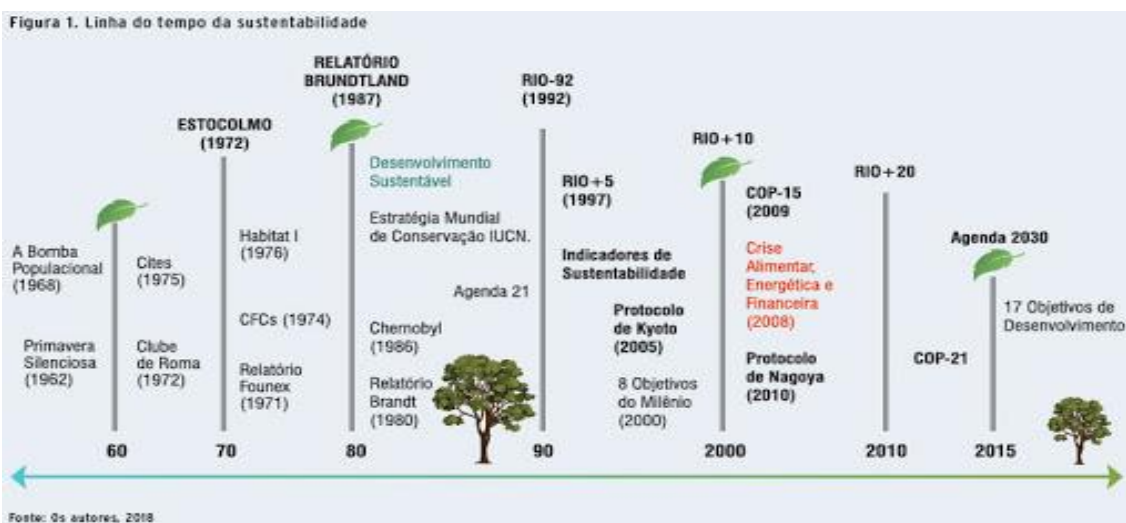 Figura 1. Linha do tempo da sustentabilidade
A Bomba
Populacional
(1968)
Primavera
Silenciosa
(1962)
Cites
(1975)
Clube
de Roma
(1972)
ESTOCOLMO
(1972)
Habitat I
(1976)
CFCs (1974)
Relatório
Founex
(1971)
RELATÓRIO
BRUNDTLAND
(1987)
Desenvolvimento
Sustentável
Estratégia Mundial
de Conservação IUCN.
Agenda 21
Chernobyl
(1986)
Relatório
Brandt
(1980)
RIO-92
(1992)
RIO+5
(1997)
Indicadores de
Sustentabilidade
Protocolo
de Kyoto
(2005)
8 Objetivos
do Milênio
(2000)
RIO+10
COP-15
(2009
Crise
Alimentar,
Energética e
Financeira
(2008)
Protocolo
de Nagoya
(2010)
RIO+20
COP-21
Agenda 2030
17 Objetivos de
Desenvolvimento
60 70 80 90 2000 2010 2015
Fonte: Os autores, 2018